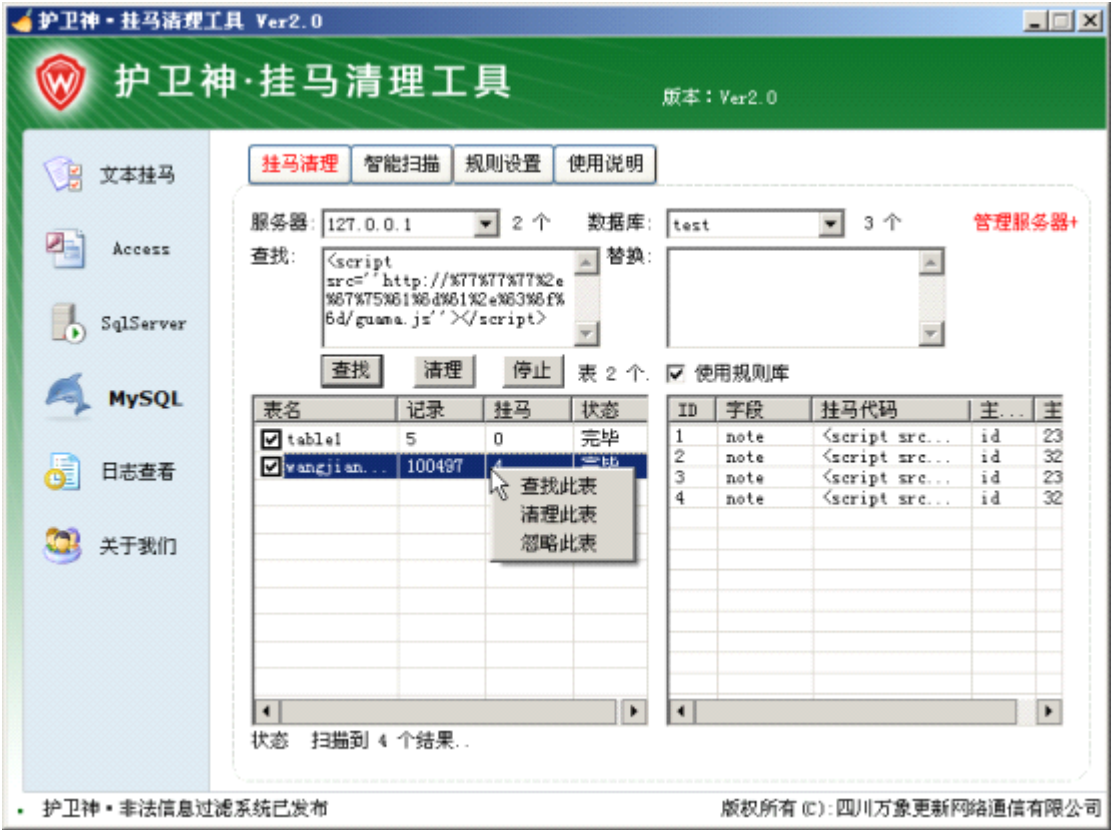 护卫神·挂马清理工具 Ver2.0
护卫神·挂马清理工具
版本：Ver2.0
文本挂马
Access
SqlServer
MySQL
日志查看
关于我们
挂马清理 智能扫描 规则设置 使用说明
服务器: 127.0.0.1 2 个 数据库: test 3 个 管理服务器+
查找: 替换:
<script
src=''http://%77%77%77%2e
%67%75%61%6d%61%2e%63%6f%
6d/guama.js''></script>
查找 清理 停止 表 2 个. 使用规则库
表名 记录 挂马 状态
table1 5 0 完毕
wangjian... 100497 4 完毕
查找此表
清理此表
忽略此表
ID 字段 挂马代码 主... 主
1 note <script src... id 23
2 note <script src... id 32
3 note <script src... id 23
4 note <script src... id 32
状态 扫描到 4 个结果..
护卫神·非法信息过滤系统已发布 版权所有(C):四川万象更新网络通信有限公司